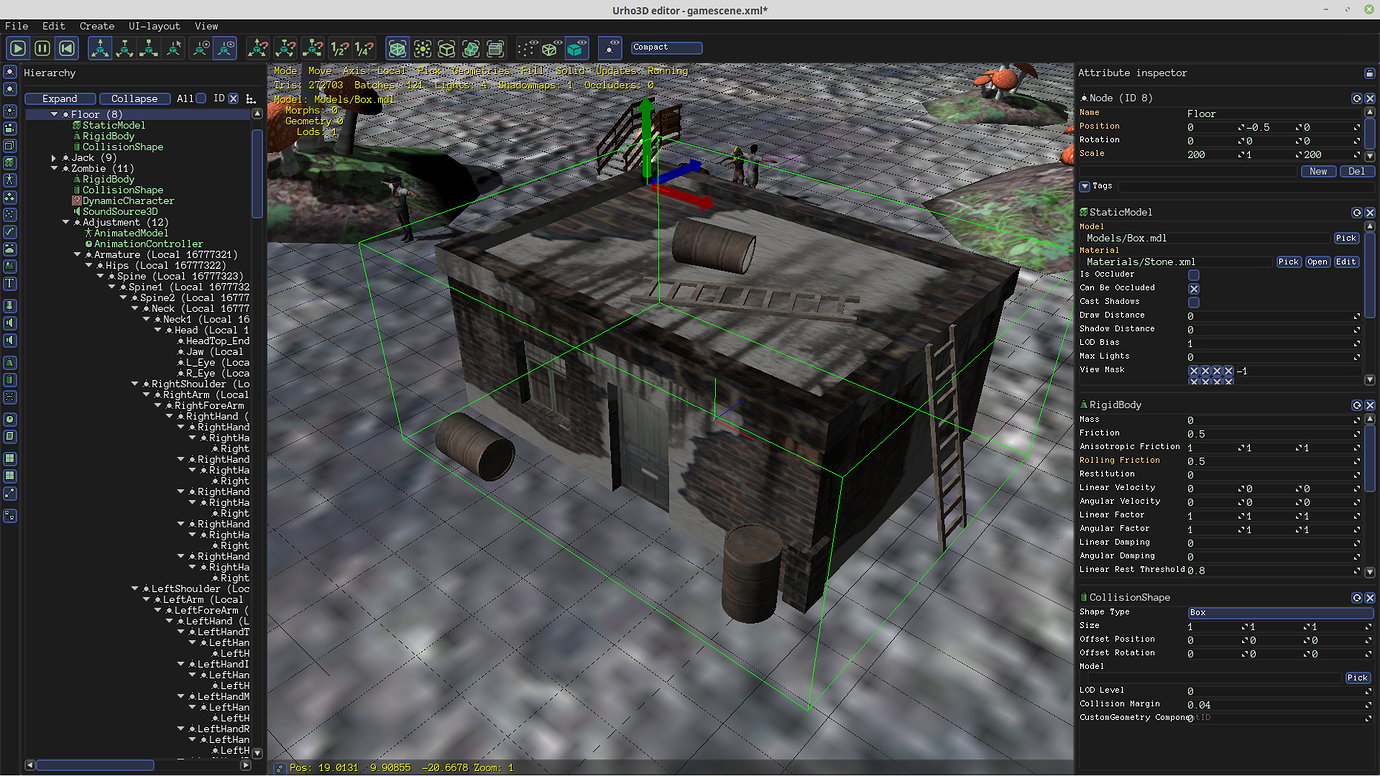 Urho3D editor - gamescene.xml*
File Edit Create UI-layout View
Compact
Hierarchy
Expand Collapse All ID
Floor (8)
StaticModel
RigidBody
CollisionShape
Jack (9)
Zombie (11)
RigidBody
CollisionShape
DynamicCharacter
SoundSource3D
Adjustment (12)
AnimatedModel
AnimationController
Armature (Local 16777321)
Hips (Local 16777322)
Spine (Local 16777323)
Spine1 (Local 1677732
Spine2 (Local 16777
Neck (Local 16777
Neck1 (Local 16
Head (Local 1
HeadTop_End
Jaw (Local
L_Eye (Loca
R_Eye (Loca
RightShoulder (Lo
RightArm (Local
RightForeArm
RightHand (
RightHand
RightHa
Right
RightHand
RightHa
Right
RightHand
RightHa
Right
RightHand
RightHa
Right
RightHand
RightHa
Right
LeftShoulder (Loc
LeftArm (Local
LeftForeArm (
LeftHand (L
LeftHandT
LeftHan
LeftH
LeftHandI
LeftHan
LeftH
LeftHandM
LeftHan
LeftH
LeftHandR
LeftHan
LeftH
Mode: Move Axis: Local Pick: Geometries Fill: Solid Updates: Running
Tris: 272703 Batches: 121 Lights: 4 Shadowmaps: 1 Occluders: 0
Model: Models/Box.mdl
Morphs: 0
Geometry 0
Lods: 1
Pos: 19.0131 9.90855 -20.6678 Zoom: 1
Attribute inspector
Node (ID 8)
Name Floor
Position 0 -0.5 0
Rotation 0 0 0
Scale 200 1 200
New Del
Tags
StaticModel
Model
Models/Box.mdl Pick
Material
Materials/Stone.xml Pick Open Edit
Is Occluder
Can Be Occluded
Cast Shadows
Draw Distance 0
Shadow Distance 0
LOD Bias 1
Max Lights 0
View Mask -1
RigidBody
Mass 0
Friction 0.5
Anisotropic Friction 1 1 1
Rolling Friction 0.5
Restitution 0
Linear Velocity 0 0 0
Angular Velocity 0 0 0
Linear Factor 1 1 1
Angular Factor 1 1 1
Linear Damping 0
Angular Damping 0
Linear Rest Threshold 0.8
CollisionShape
Shape Type Box
Size 1 1 1
Offset Position 0 0 0
Offset Rotation 0 0 0
Model
Pick
LOD Level 0
Collision Margin 0.04
CustomGeometry